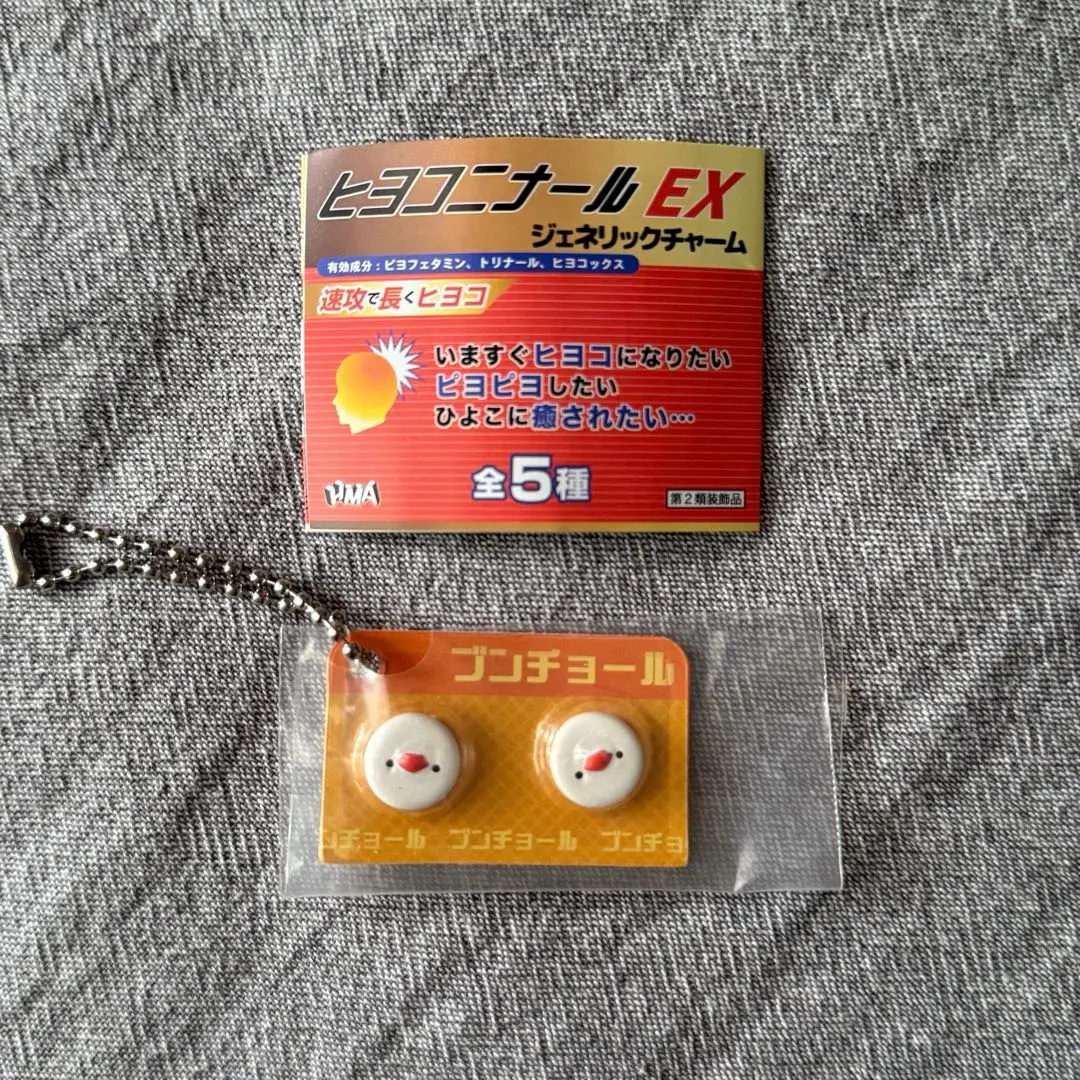 ヒヨコニナールEX
ジェネリックチャーム
有効成分：ピヨフェタミン、トリナール、ヒヨコックス
速攻で長くヒヨコ
いますぐヒヨコになりたい
ピヨピヨしたい
ひよこに癒されたい…
全5種
HMA
第2類装飾品
ブンチョール
ンチョール ブンチョール ブンチョ